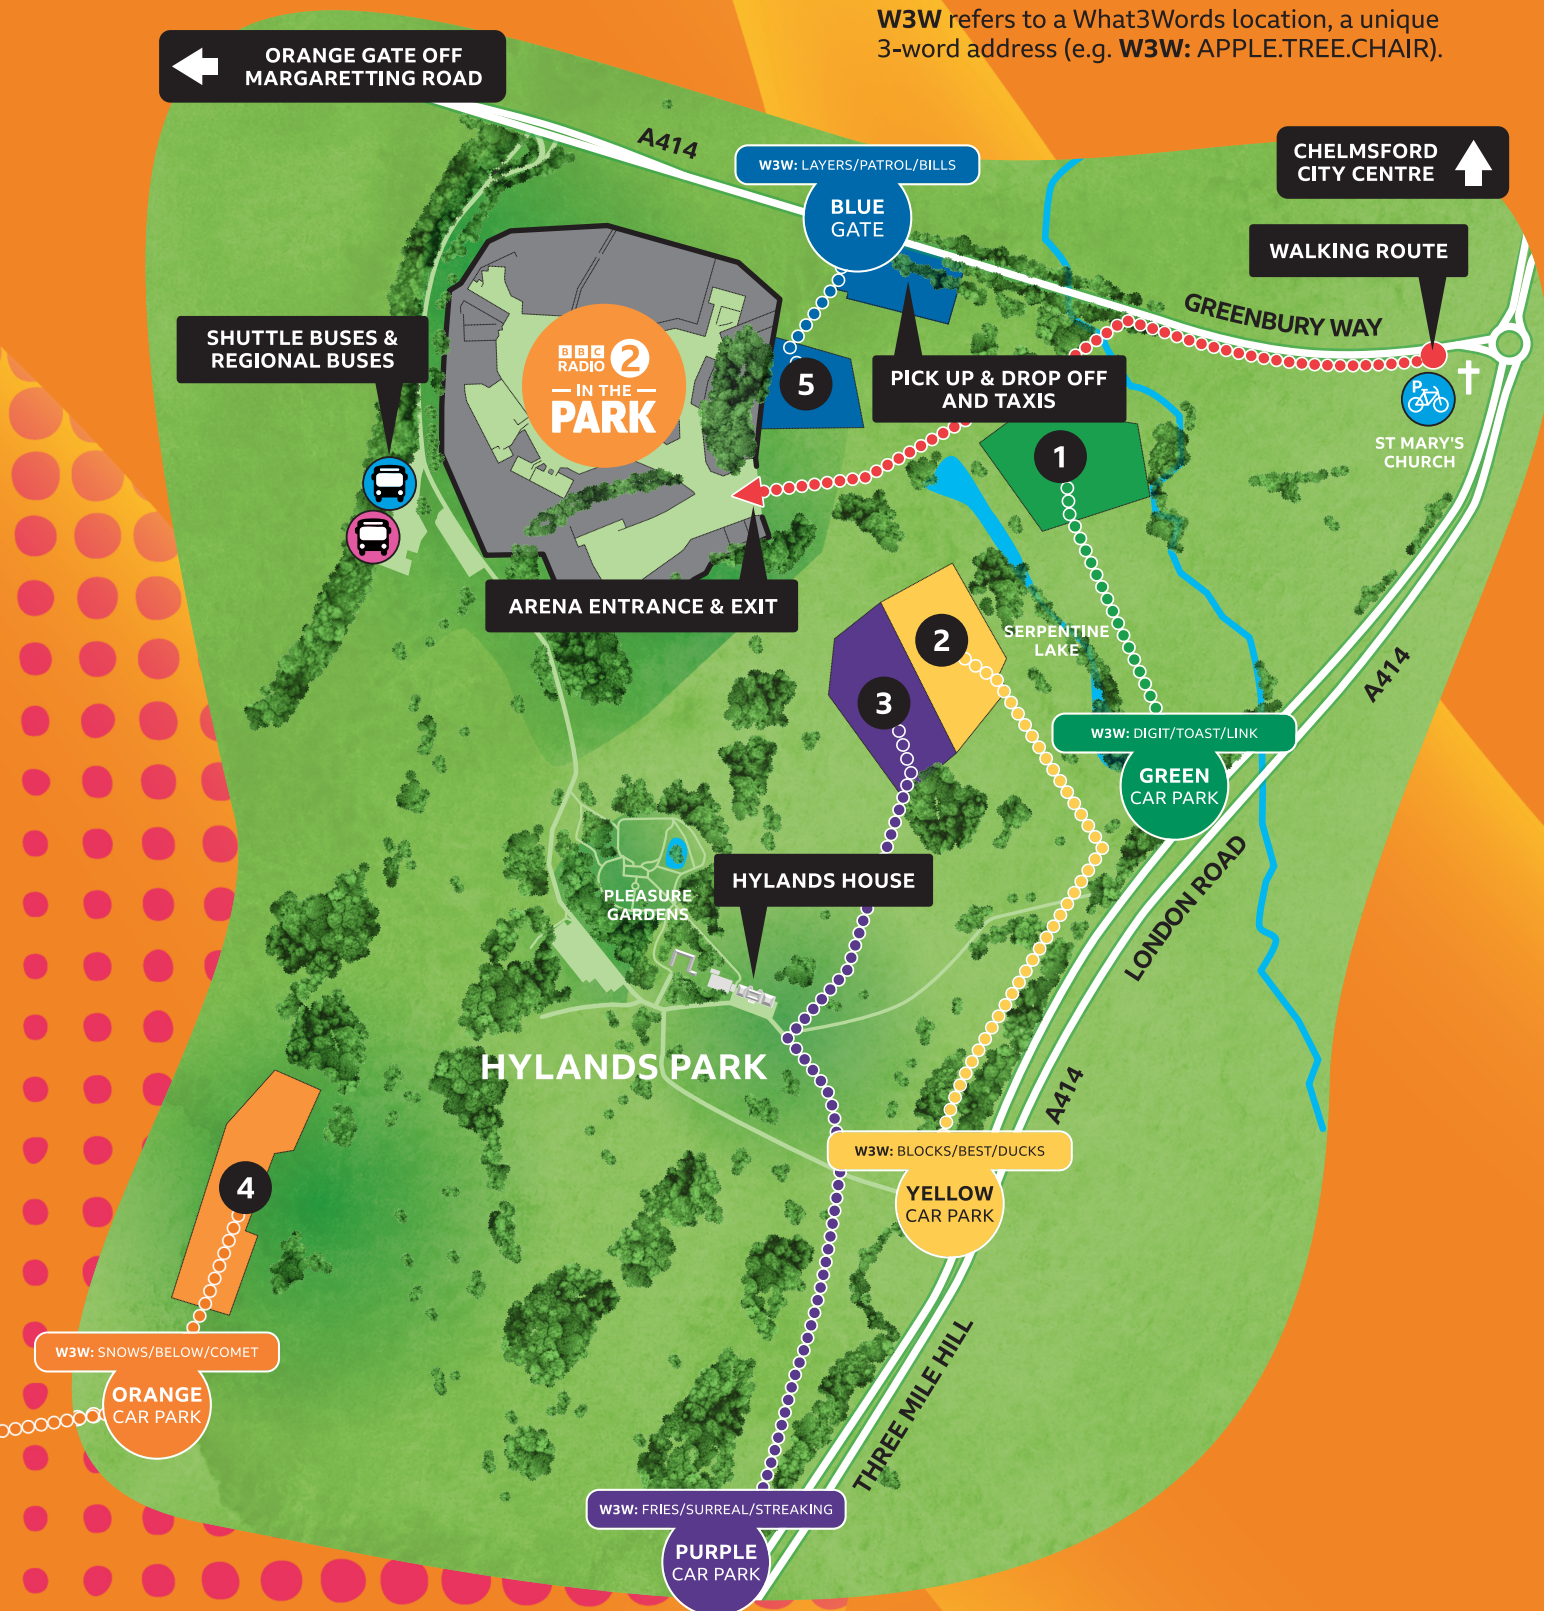 W3W refers to a What3Words location, a unique
3-word address (e.g. W3W: APPLE.TREE.CHAIR).
ORANGE GATE OFF
MARGARETTING ROAD
A414
W3W: LAYERS/PATROL/BILLS
BLUE
GATE
CHELMSFORD
CITY CENTRE
WALKING ROUTE
GREENBURY WAY
SHUTTLE BUSES &
REGIONAL BUSES
BBC
RADIO 2
IN THE
PARK
5
PICK UP & DROP OFF
AND TAXIS
P
ST MARY'S
CHURCH
1
ARENA ENTRANCE & EXIT
2
SERPENTINE
LAKE
3
A414
W3W: DIGIT/TOAST/LINK
GREEN
CAR PARK
LONDON ROAD
HYLANDS HOUSE
PLEASURE
GARDENS
HYLANDS PARK
A414
W3W: BLOCKS/BEST/DUCKS
YELLOW
CAR PARK
4
W3W: SNOWS/BELOW/COMET
ORANGE
CAR PARK
THREE MILE HILL
W3W: FRIES/SURREAL/STREAKING
PURPLE
CAR PARK